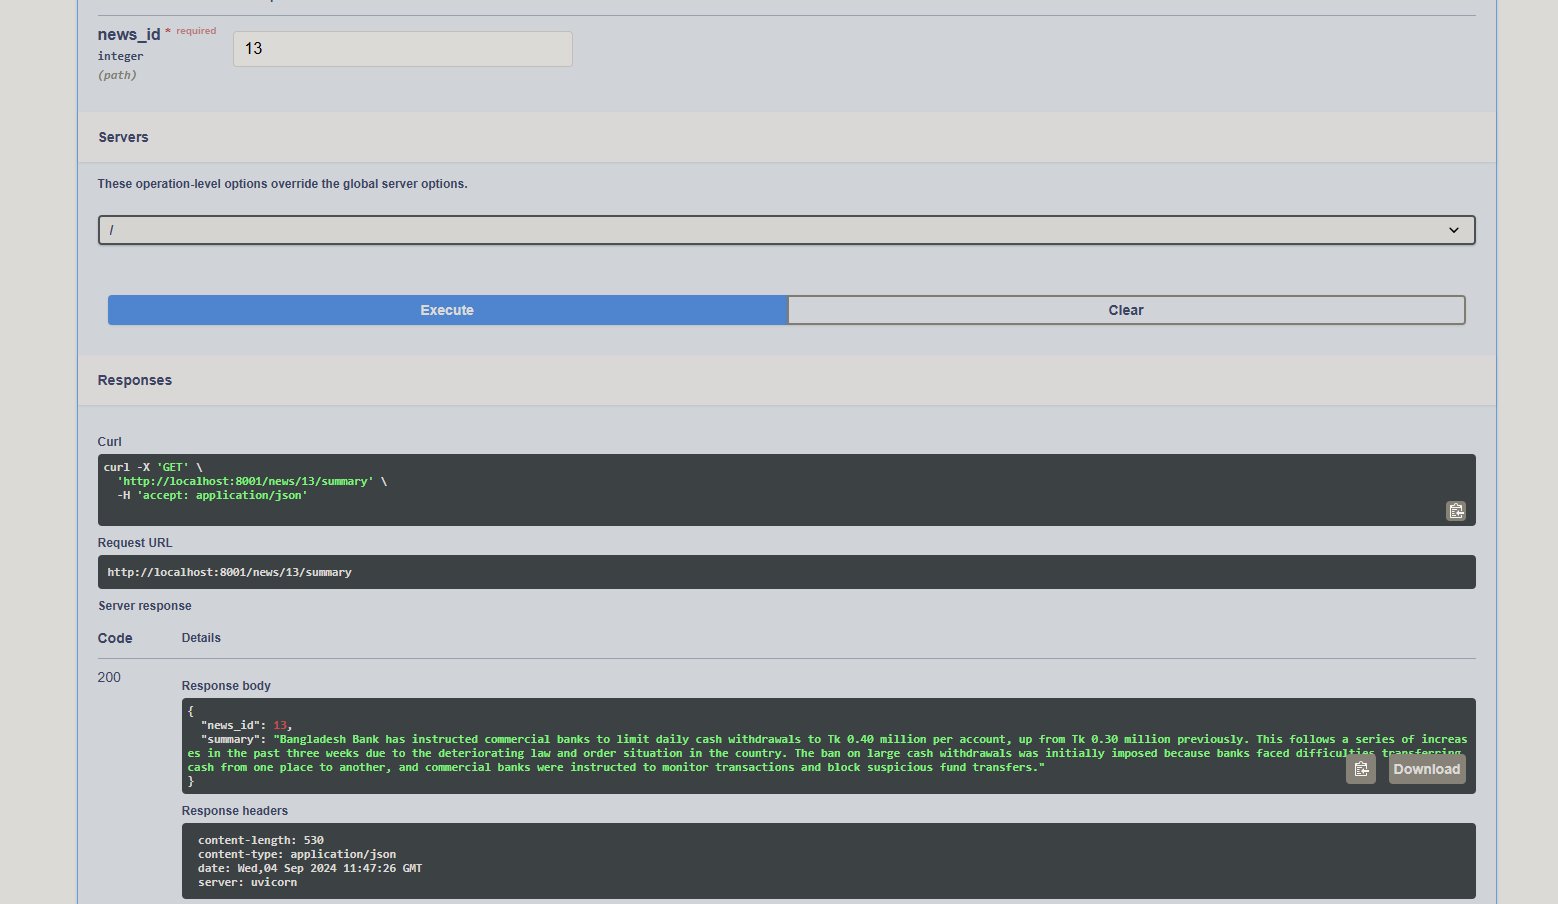 news_id * required
integer
(path)
13
Servers
These operation-level options override the global server options.
/
Execute
Clear
Responses
Curl
curl -X 'GET' \
'http://localhost:8001/news/13/summary' \
-H 'accept: application/json'
Request URL
http://localhost:8001/news/13/summary
Server response
Code
Details
200
Response body
{
"news_id": 13,
"summary": "Bangladesh Bank has instructed commercial banks to limit daily cash withdrawals to Tk 0.40 million per account, up from Tk 0.30 million previously. This follows a series of increas
es in the past three weeks due to the deteriorating law and order situation in the country. The ban on large cash withdrawals was initially imposed because banks faced difficulties transferring
cash from one place to another, and commercial banks were instructed to monitor transactions and block suspicious fund transfers."
}
Download
Response headers
content-length: 530
content-type: application/json
date: Wed,04 Sep 2024 11:47:26 GMT
server: uvicorn